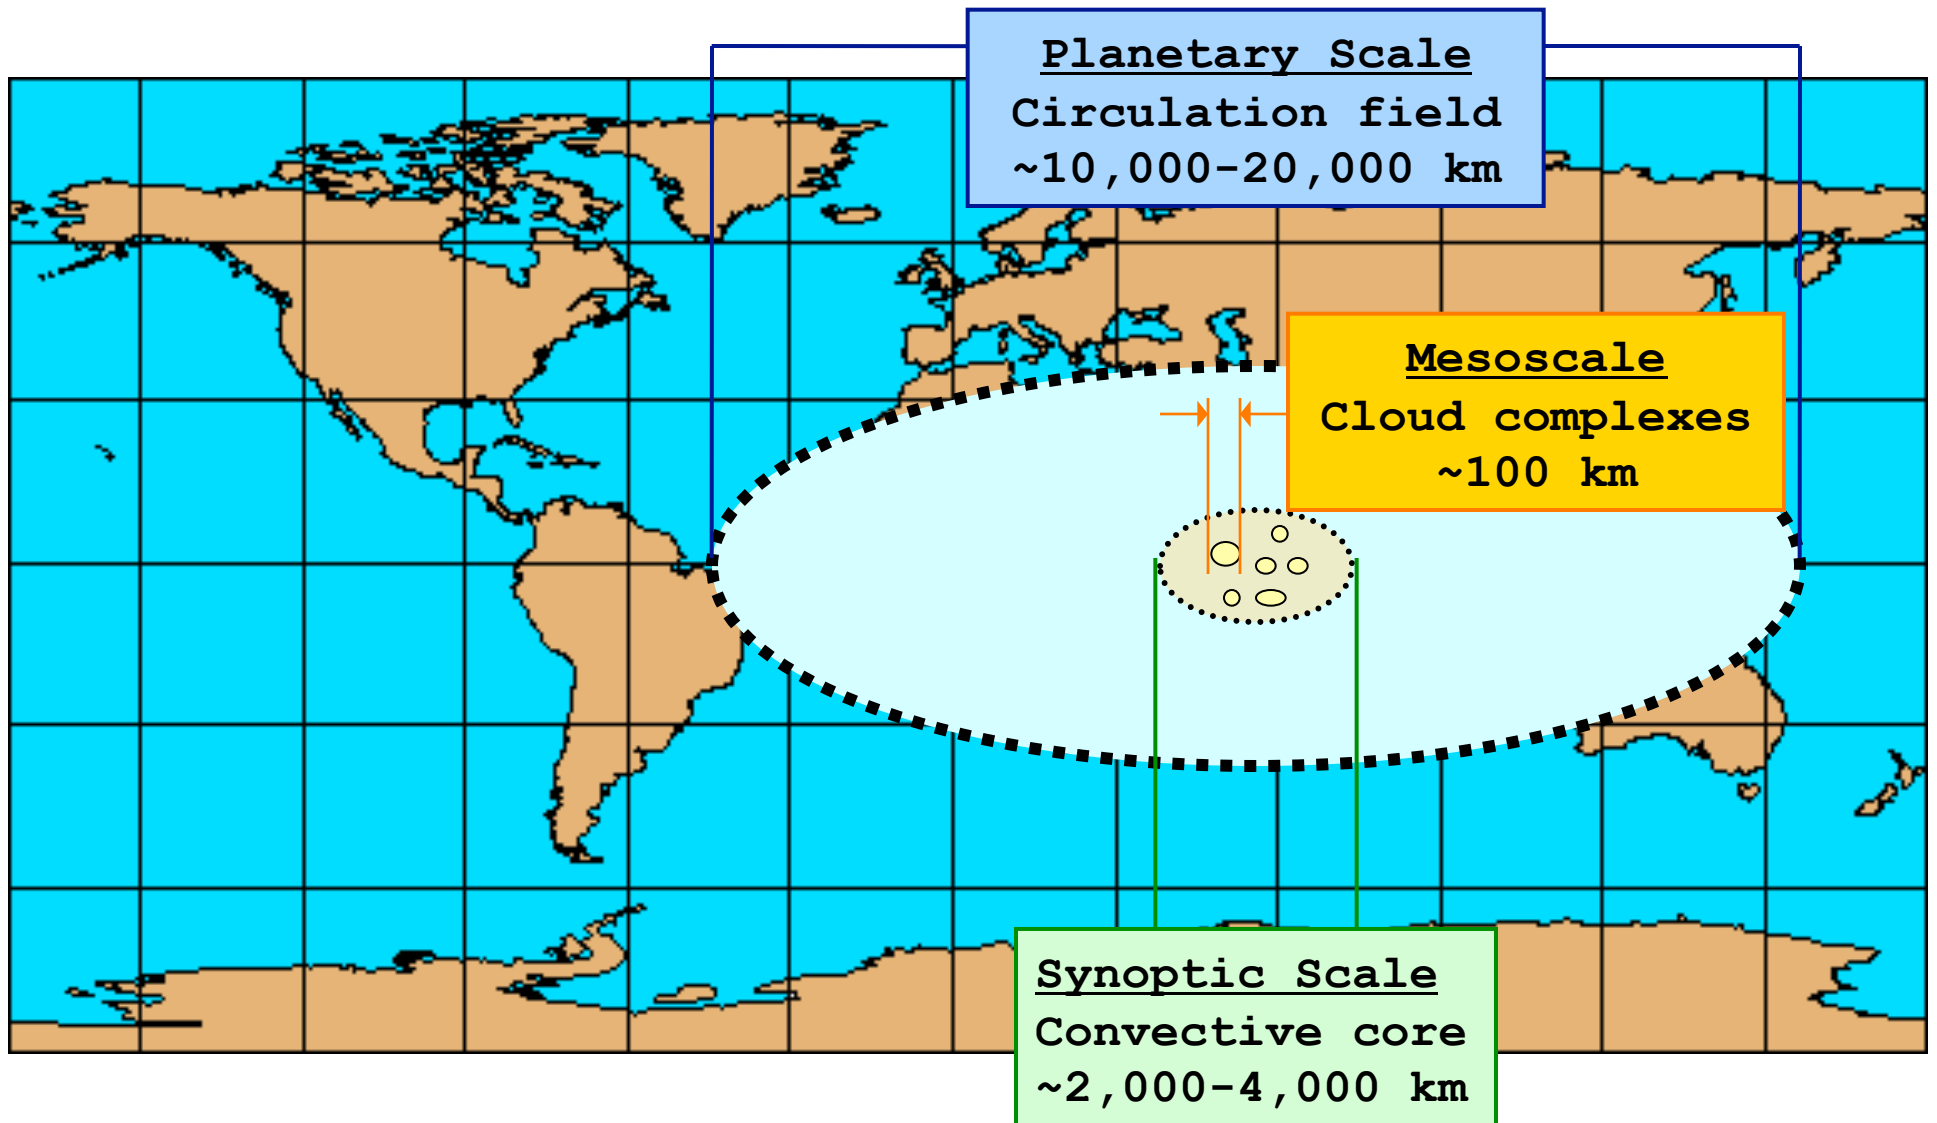 Planetary Scale
Circulation field
~10,000-20,000 km
Mesoscale
Cloud complexes
~100 km
Synoptic Scale
Convective core
~2,000-4,000 km